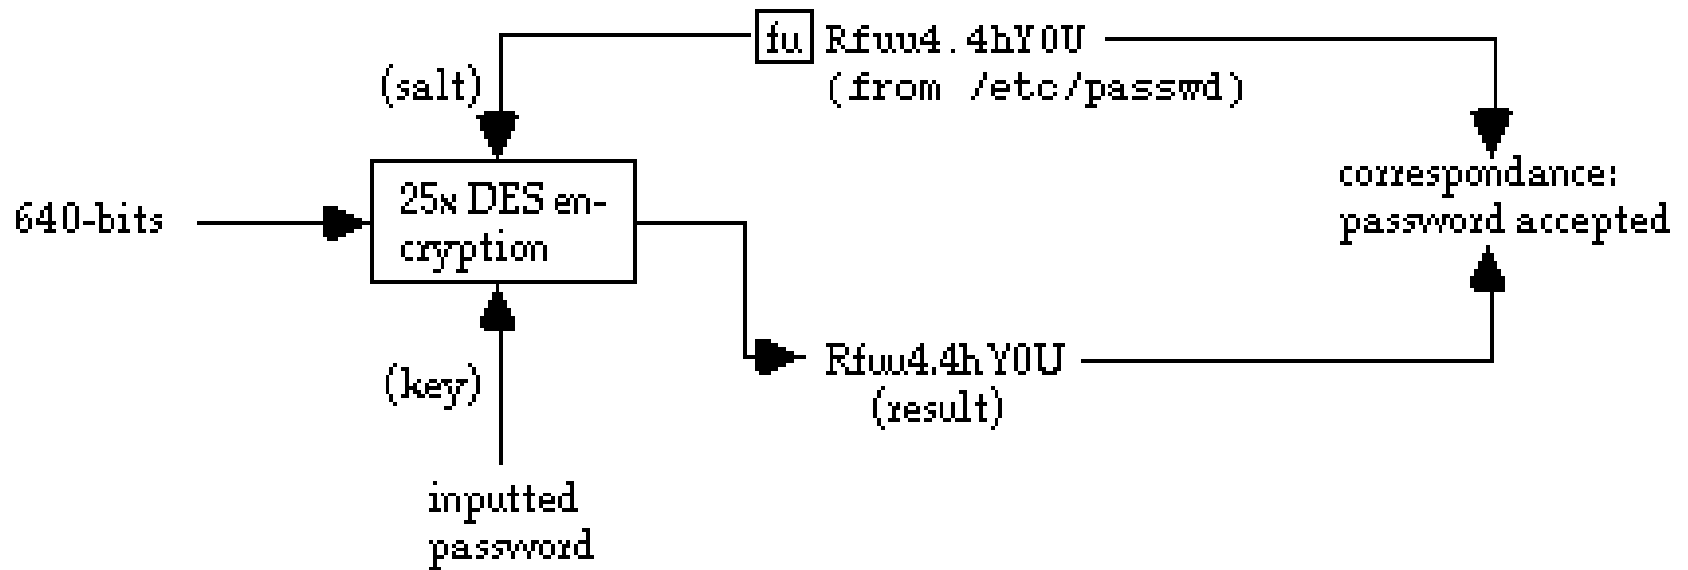 fu Rfuu4.4hY0U
(from /etc/passwd)
(salt)
correspondance:
password accepted
25x DES en-
cryption
640-bits
Rfuu4.4hY0U
(result)
(key)
inputted
password